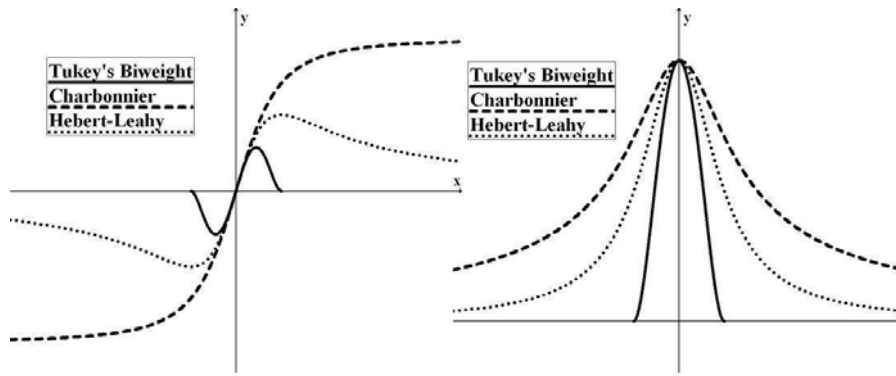 y
Tukey's Biweight
Charbonnier
Hebert-Leahy
x
y
Tukey's Biweight
Charbonnier
Hebert-Leahy
x